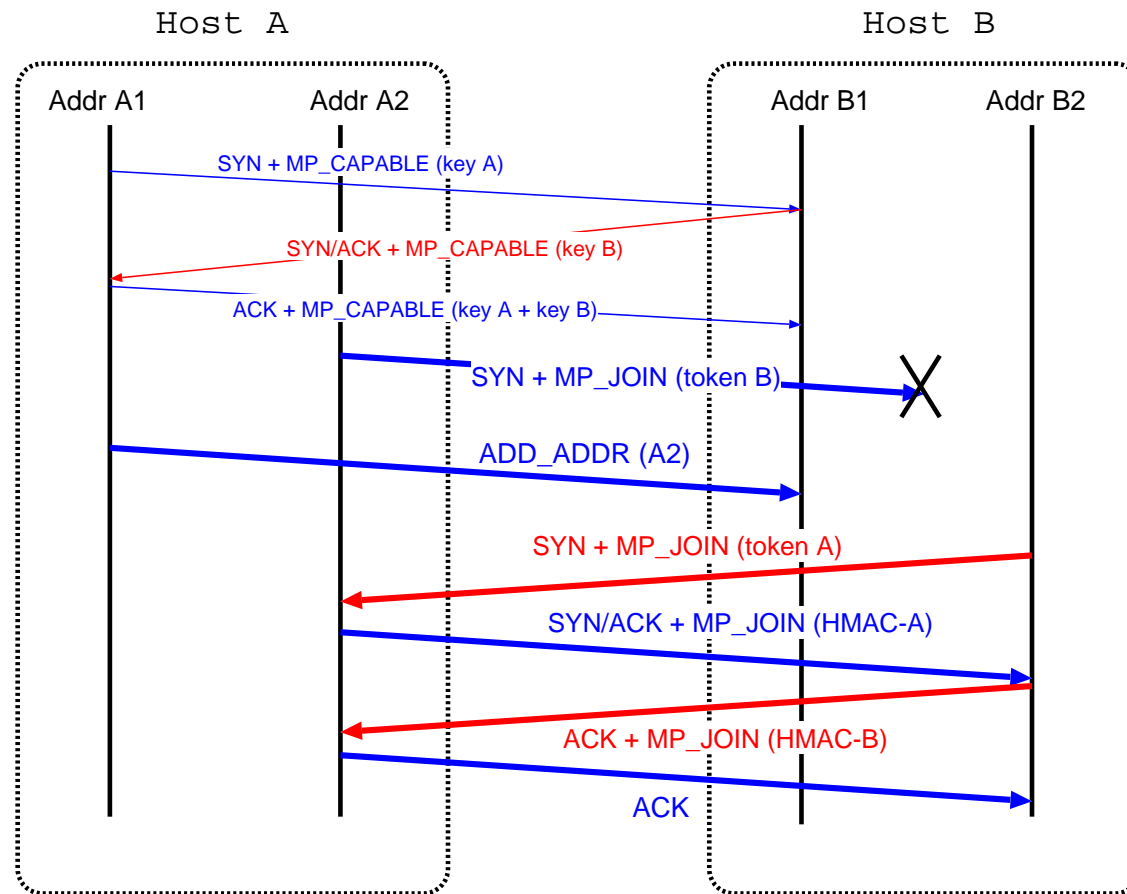 Host A
Host B
Addr A1
Addr A2
Addr B1
Addr B2
SYN + MP_CAPABLE (key A)
SYN/ACK + MP_CAPABLE (key B)
ACK + MP_CAPABLE (key A + key B)
SYN + MP_JOIN (token B)
ADD_ADDR (A2)
SYN + MP_JOIN (token A)
SYN/ACK + MP_JOIN (HMAC-A)
ACK + MP_JOIN (HMAC-B)
ACK